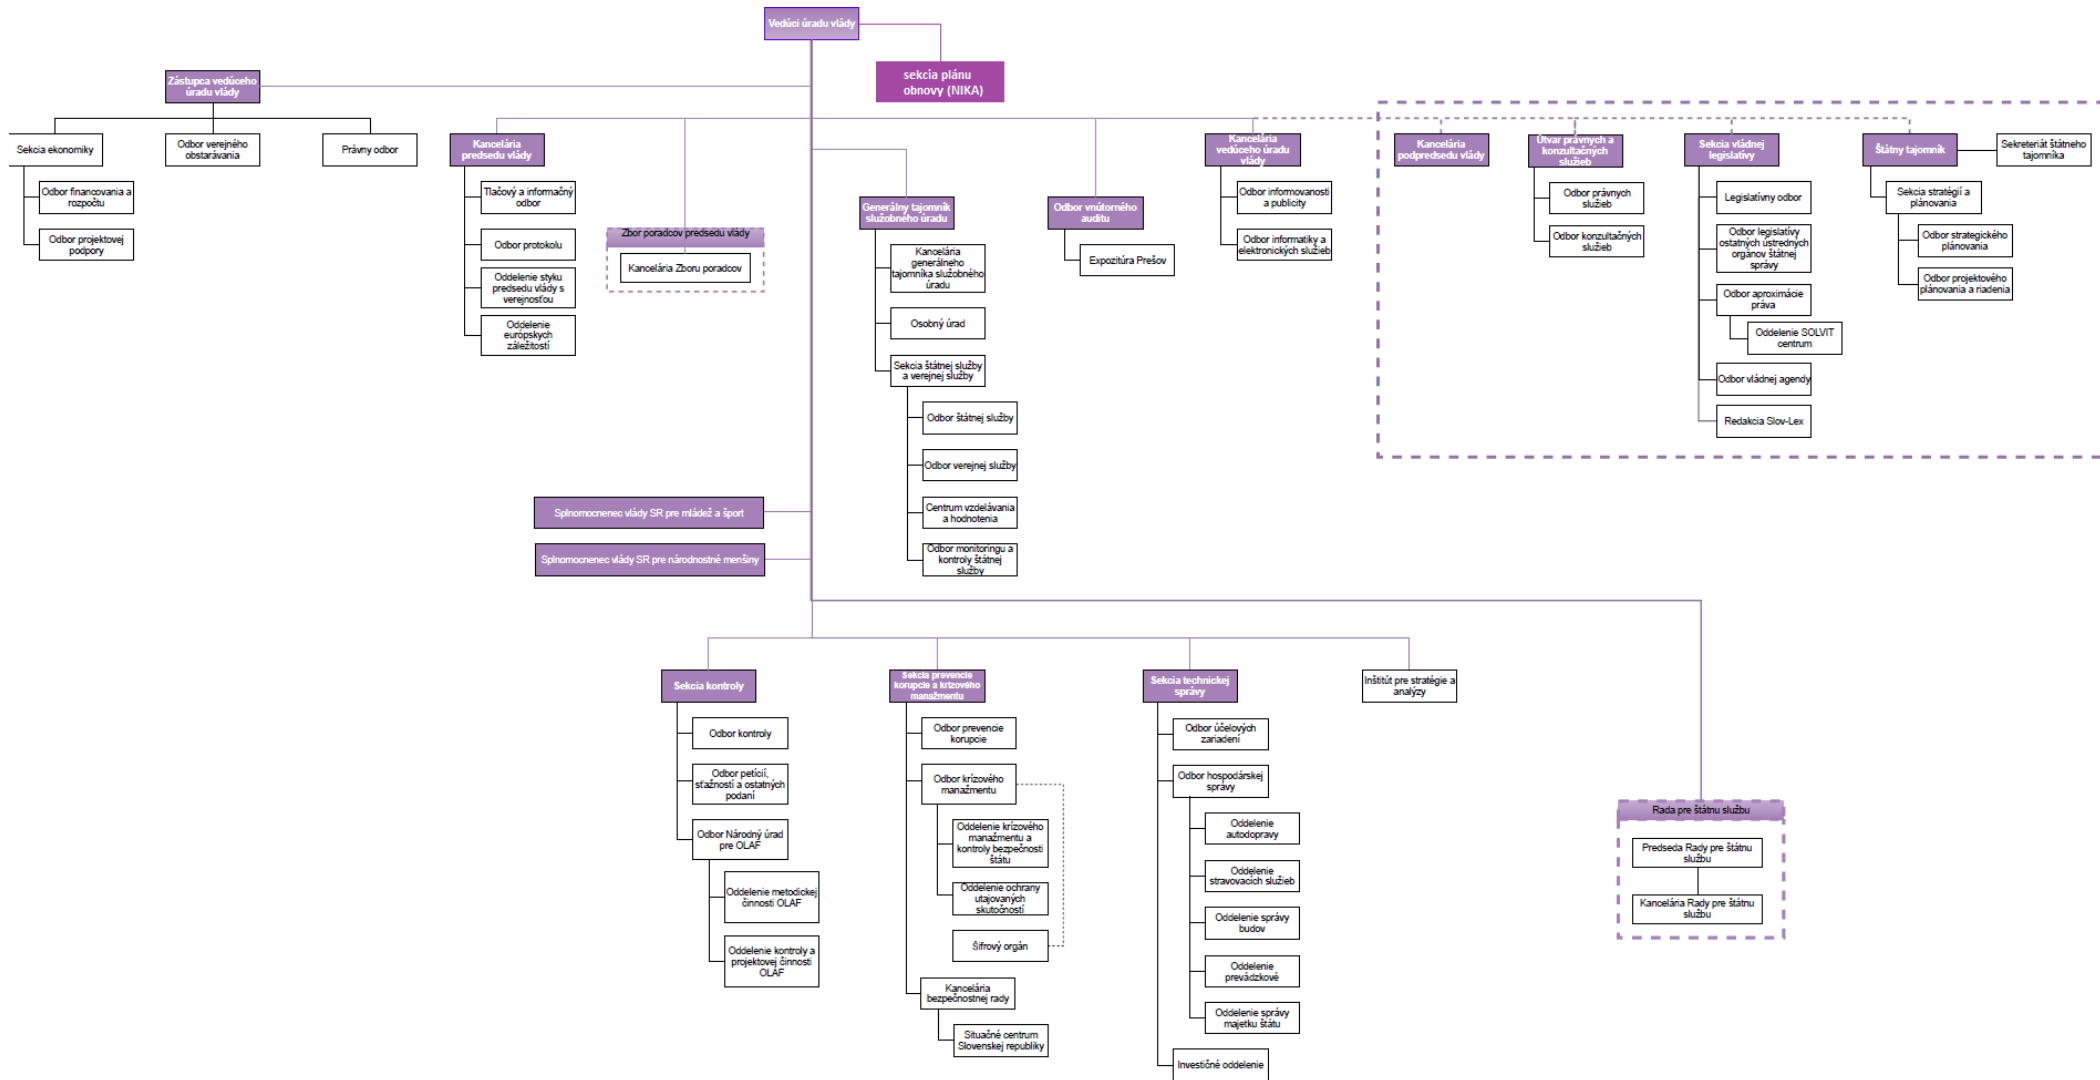 Vedúci úradu vlády
sekcia plánu
obnovy (NIKA)
Zástupca vedúceho
úradu vlády
Sekcia ekonomiky
Odbor verejného
obstarávania
Právny odbor
Odbor financovania a
rozpočtu
Odbor projektovej
podpory
Kancelária
predsedu vlády
Tlačový a informačný
odbor
Odbor protokolu
Oddelenie styku
predsedu vlády s
verejnosťou
Oddelenie
európskych
záležitostí
Zbor poradcov predsedu vlády
Kancelária Zboru poradcov
Generálny tajomník
služobného úradu
Kancelária
generálneho
tajomníka služobného
úradu
Osobný úrad
Sekcia štátnej služby
a verejnej služby
Odbor štátnej služby
Odbor verejnej služby
Centrum vzdelávania
a hodnotenia
Odbor monitoringu a
kontroly štátnej
služby
Odbor vnútorného
auditu
Expozitúra Prešov
Kancelária
vedúceho úradu
vlády
Odbor informovanosti
a publicity
Odbor informatiky a
elektronických služieb
Kancelária
podpredsedu vlády
Útvar právnych a
konzultačných
služieb
Odbor právnych
služieb
Odbor konzultačných
služieb
Sekcia vládnej
legislatívy
Legislatívny odbor
Odbor legislatívy
ostatných ústredných
orgánov štátnej
správy
Odbor aproximácie
práva
Oddelenie SOLVIT
centrum
Odbor vládnej agendy
Redakcia Slov-Lex
Štátny tajomník
Sekreteriát štátneho
tajomníka
Sekcia stratégií a
plánovania
Odbor strategického
plánovania
Odbor projektového
plánovania a riadenia
Splnomocnenec vlády SR pre mládež a šport
Splnomocnenec vlády SR pre národnostné menšiny
Sekcia kontroly
Odbor kontroly
Odbor petícií,
sťažností a ostatných
podaní
Odbor Národný úrad
pre OLAF
Oddelenie metodickej
činnosti OLAF
Oddelenie kontroly a
projektovej činnosti
OLAF
Sekcia prevencie
korupcie a krízového
manažmentu
Odbor prevencie
korupcie
Odbor krízového
manažmentu
Oddelenie krízového
manažmentu a
kontroly bezpečnosti
štátu
Oddelenie ochrany
utajovaných
skutočností
Šifrový orgán
Kancelária
bezpečnostnej rady
Situačné centrum
Slovenskej republiky
Sekcia technickej
správy
Odbor účelových
zariadení
Odbor hospodárskej
správy
Oddelenie
autodopravy
Oddelenie
stravovacích služieb
Oddelenie správy
budov
Oddelenie
prevádzkové
Oddelenie správy
majetku štátu
Investičné oddelenie
Inštitút pre stratégie a
analýzy
Rada pre štátnu službu
Predseda Rady pre štátnu
službu
Kancelária Rady pre štátnu
službu